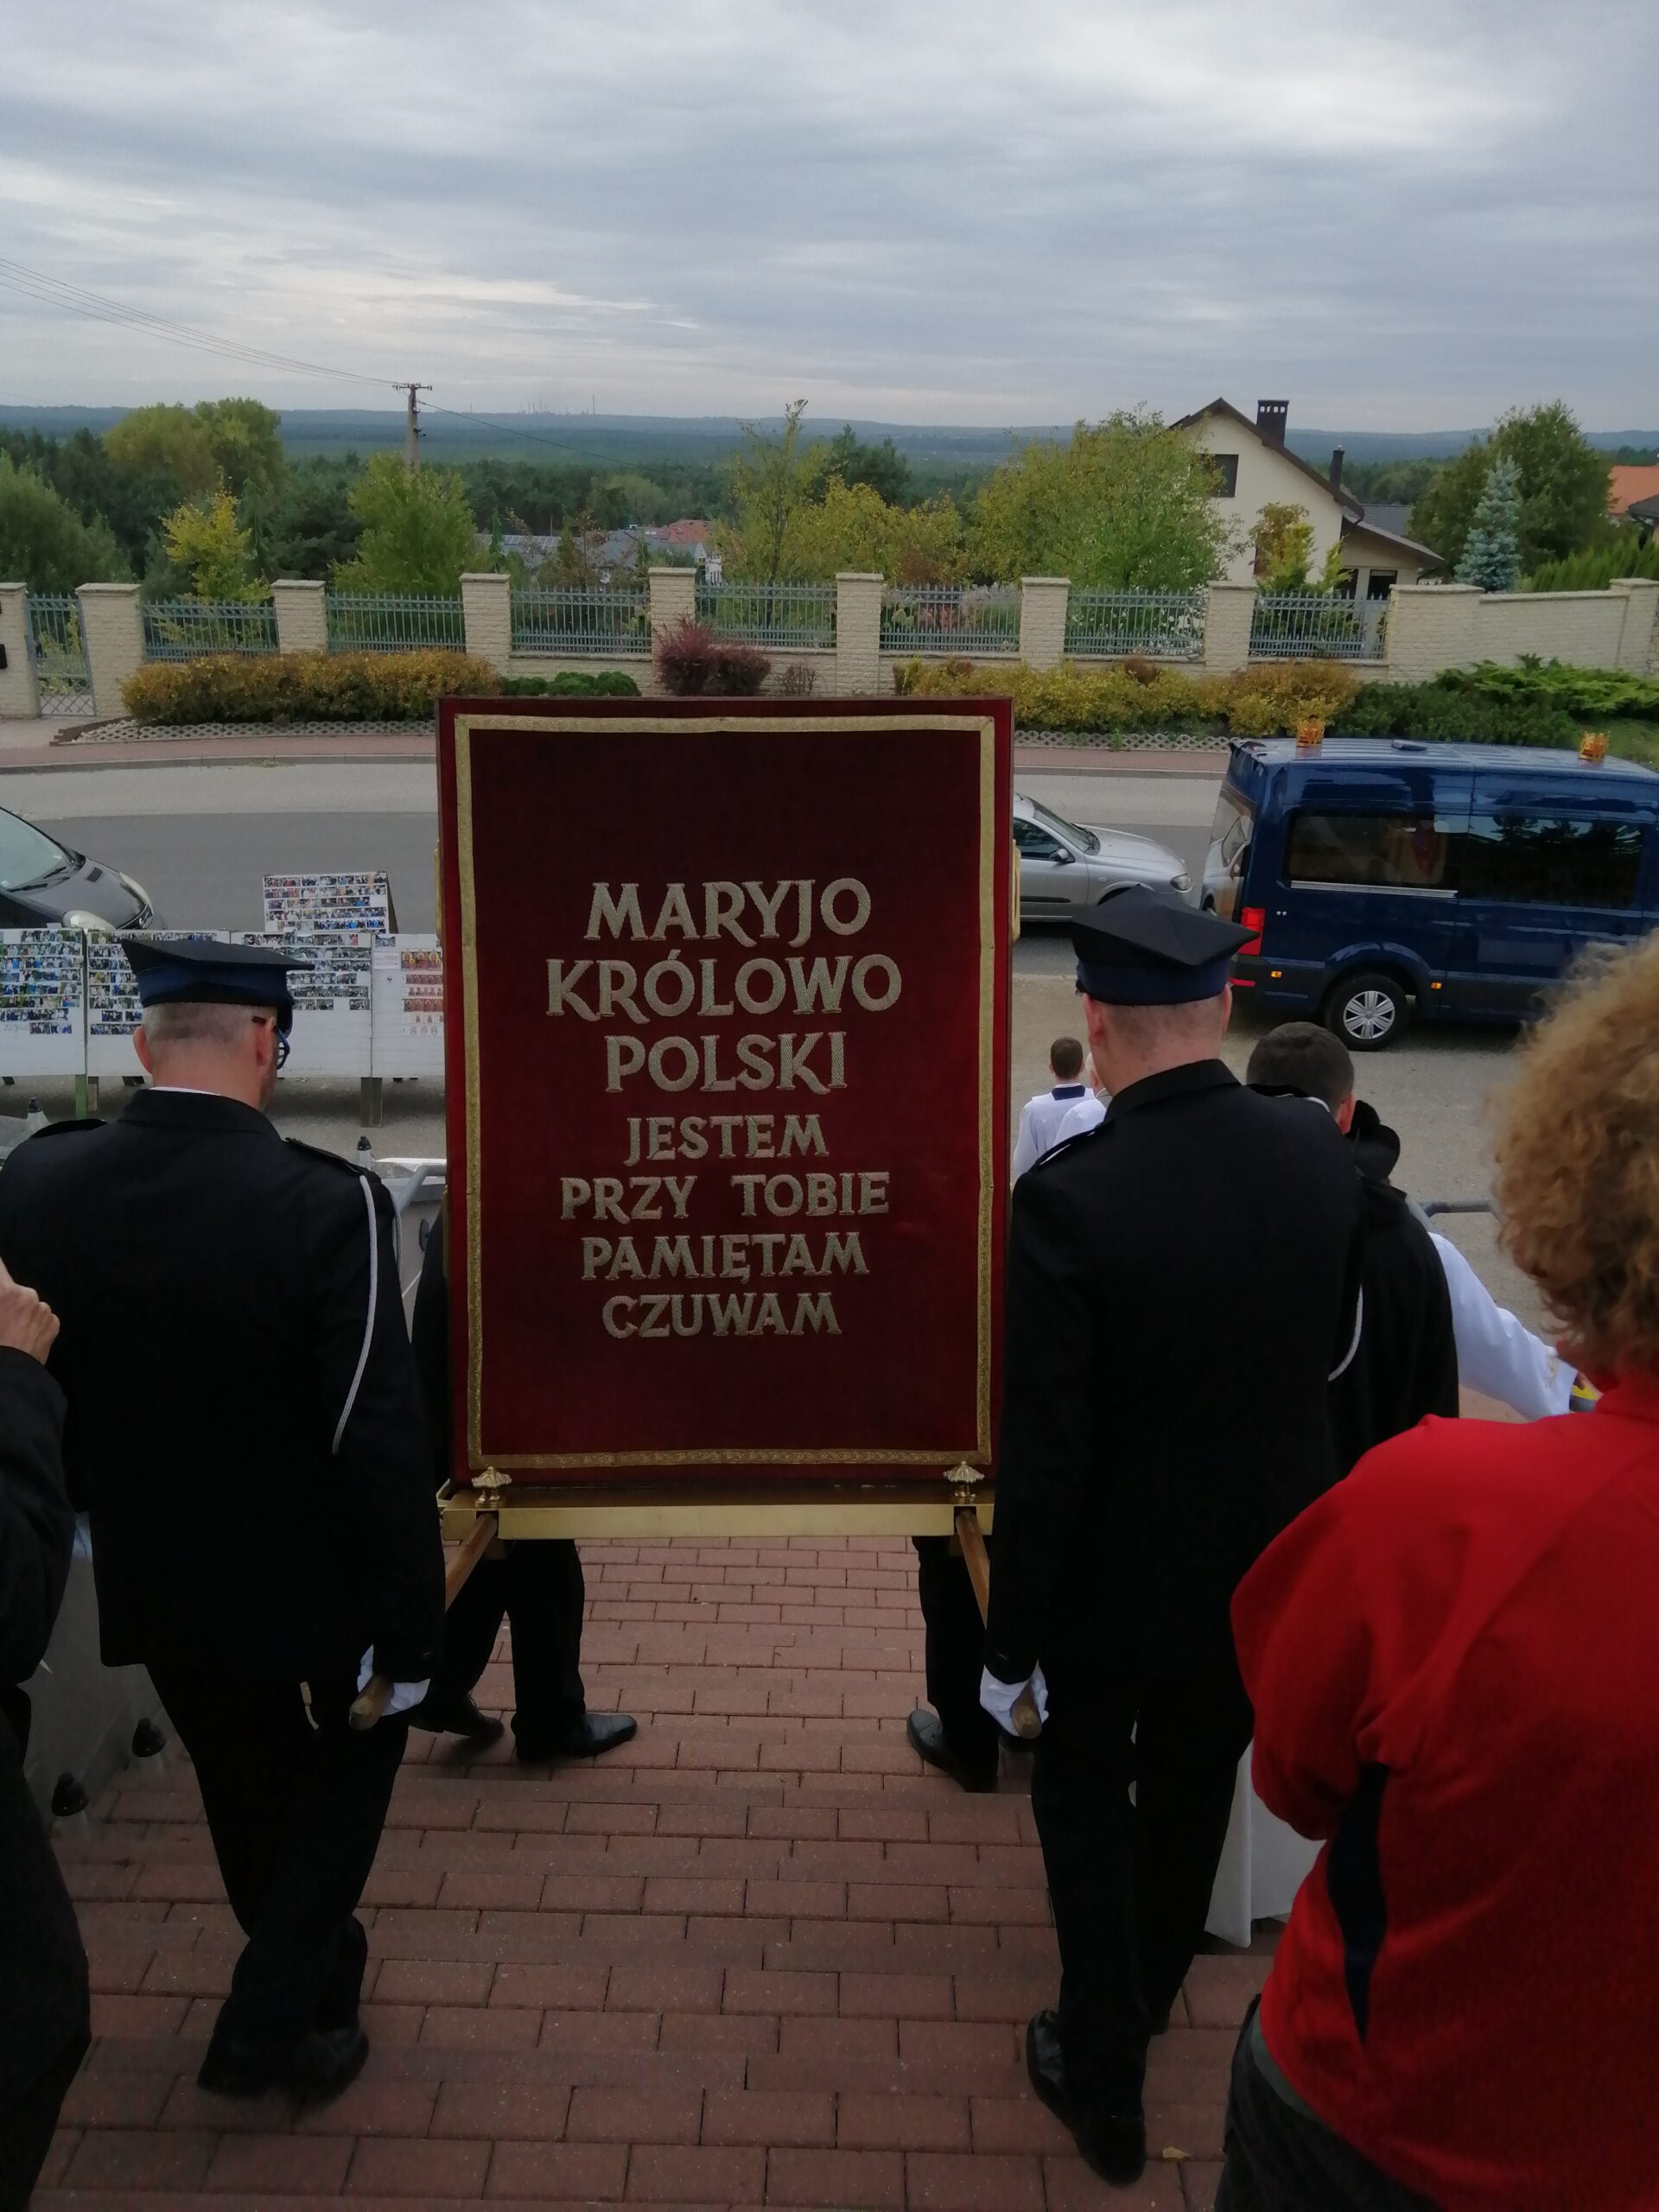 MARYJO
KRÓLOWO
POLSKI
JESTEM
PRZY TOBIE
PAMIĘTAM
CZUWAM